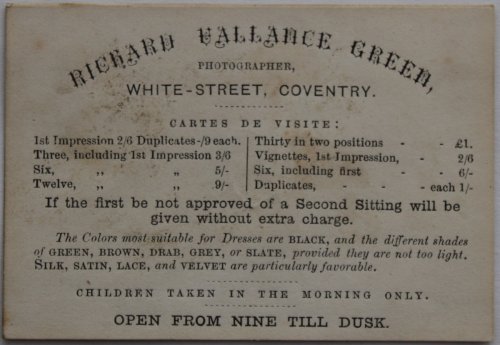 RICHARD VALLANCE GREEN,
PHOTOGRAPHER,
WHITE-STREET, COVENTRY.
CARTES DE VISITE:
1st Impression 2/6 Duplicates -/9 each.
Three, including 1st Impression 3/6
Six, „ „ 5/-
Twelve, „ „ 9/-
Thirty in two positions - - £1.
Vignettes, 1st Impression, - 2/6
Six, including first - 6/-
Duplicates, - - each 1/-
If the first be not approved of a Second Sitting will be
given without extra charge.
The Colors most suitable for Dresses are BLACK, and the different shades
of GREEN, BROWN, DRAB, GREY, or SLATE, provided they are not too light.
SILK, SATIN, LACE, and VELVET are particularly favorable.
CHILDREN TAKEN IN THE MORNING ONLY.
OPEN FROM NINE TILL DUSK.